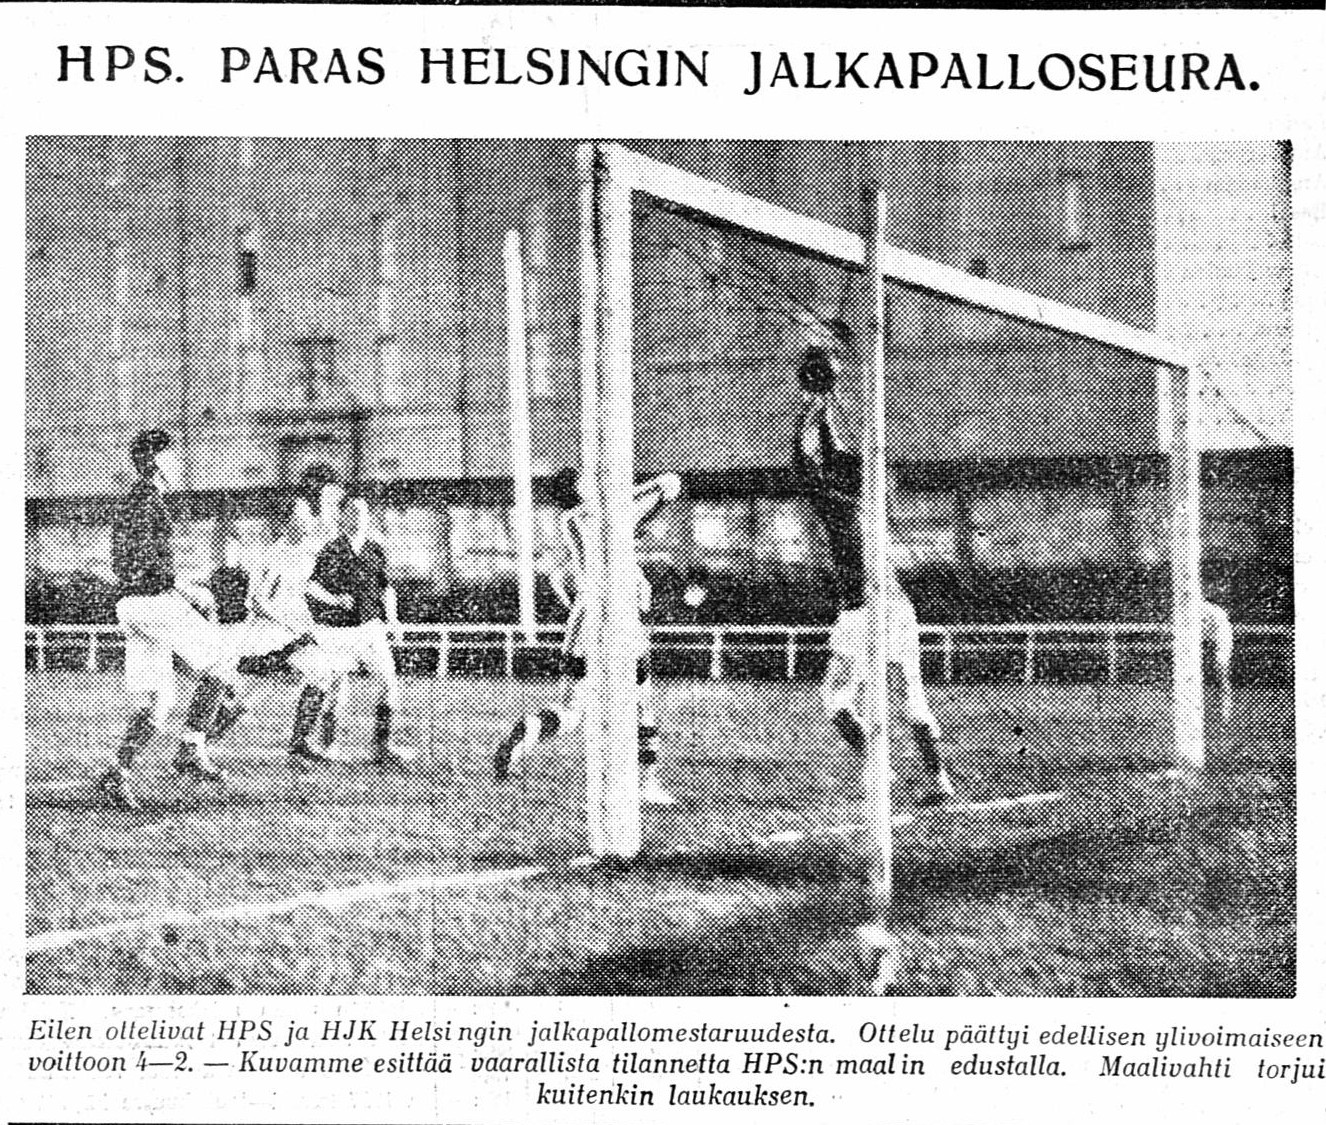 HPS. PARAS HELSINGIN JALKAPALLOSEURA.
Eilen ottelivat HPS ja HJK Helsingin jalkapallomestaruudesta. Ottelu päättyi edellisen ylivoimaiseen
voittoon 4—2. — Kuvamme esittää vaarallista tilannetta HPS:n maalin edustalla. Maalivahti torjui
kuitenkin laukauksen.